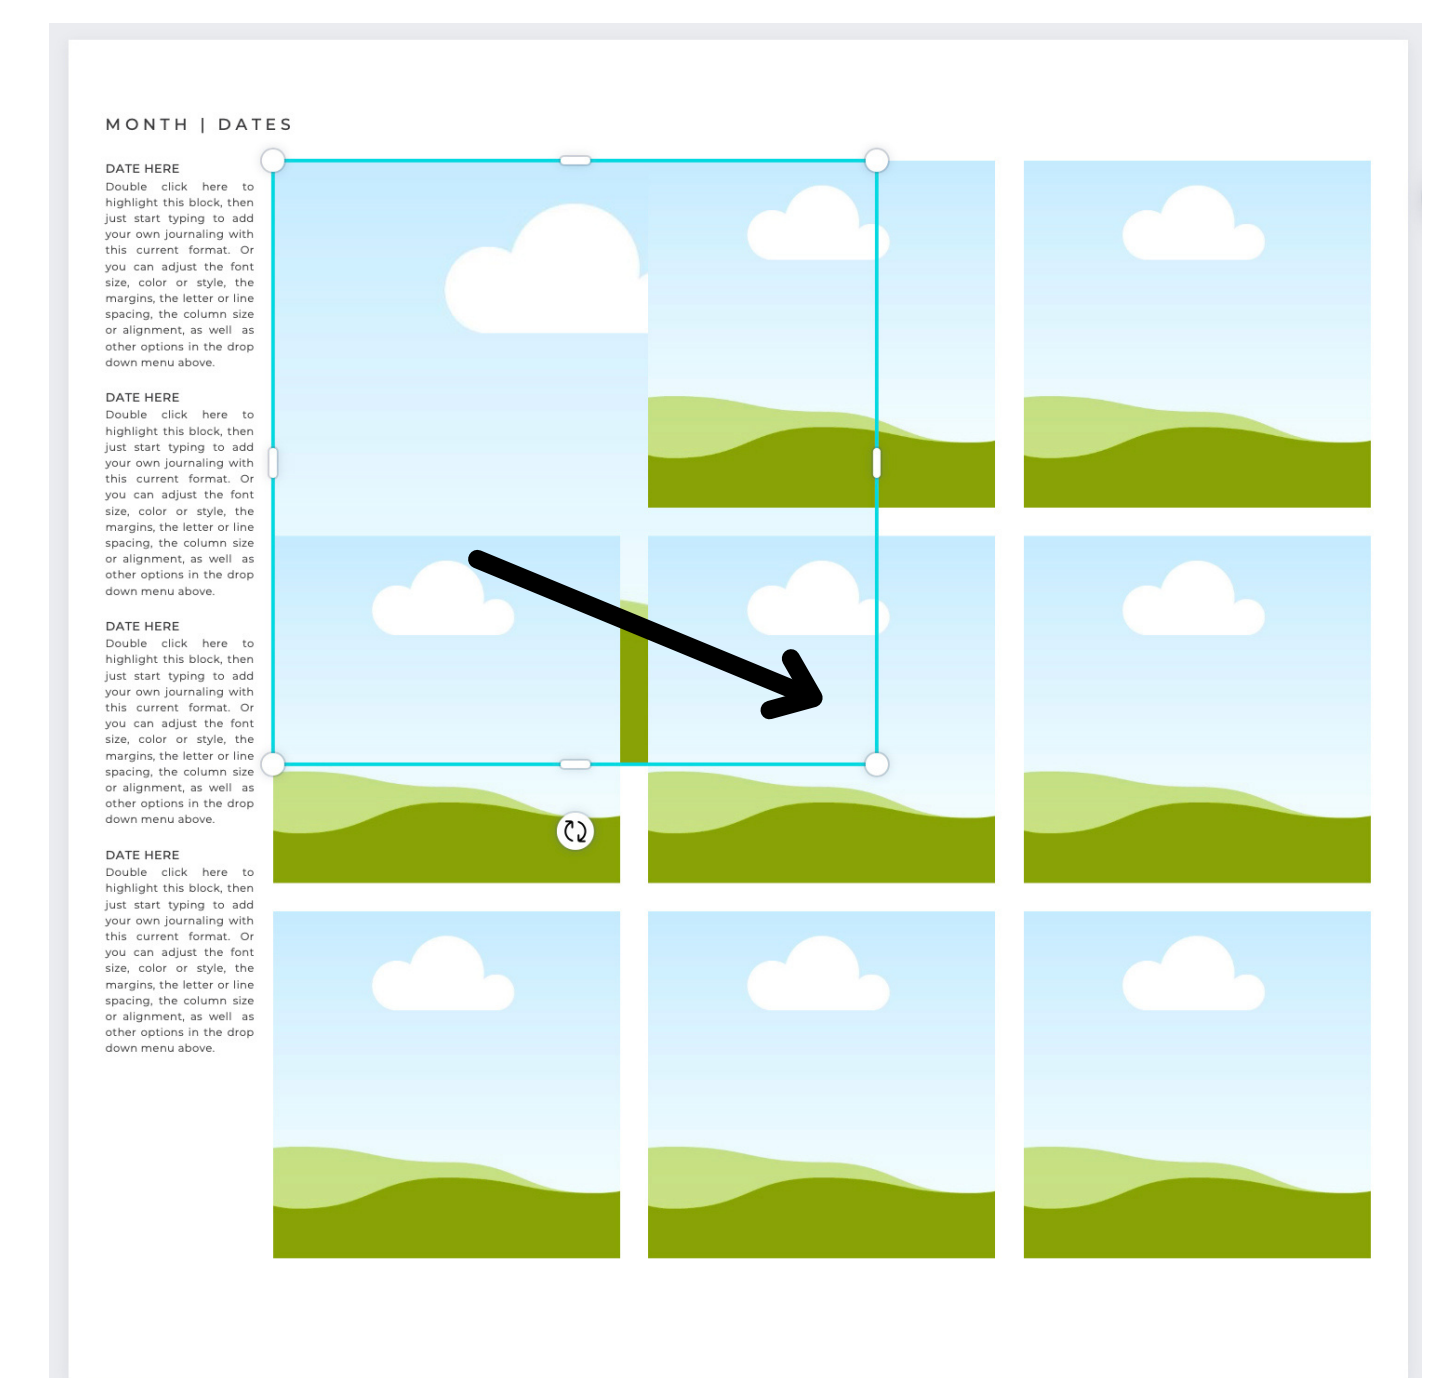 MONTH | DATES
DATE HERE
Double click here to
highlight this block, then
just start typing to add
your own journaling with
this current format. Or
you can adjust the font
size, color or style, the
margins, the letter or line
spacing, the column size
or alignment, as well as
other options in the drop
down menu above.
DATE HERE
Double click here to
highlight this block, then
just start typing to add
your own journaling with
this current format. Or
you can adjust the font
size, color or style, the
margins, the letter or line
spacing, the column size
or alignment, as well as
other options in the drop
down menu above.
DATE HERE
Double click here to
highlight this block, then
just start typing to add
your own journaling with
this current format. Or
you can adjust the font
size, color or style, the
margins, the letter or line
spacing, the column size
or alignment, as well as
other options in the drop
down menu above.
DATE HERE
Double click here to
highlight this block, then
just start typing to add
your own journaling with
this current format. Or
you can adjust the font
size, color or style, the
margins, the letter or line
spacing, the column size
or alignment, as well as
other options in the drop
down menu above.